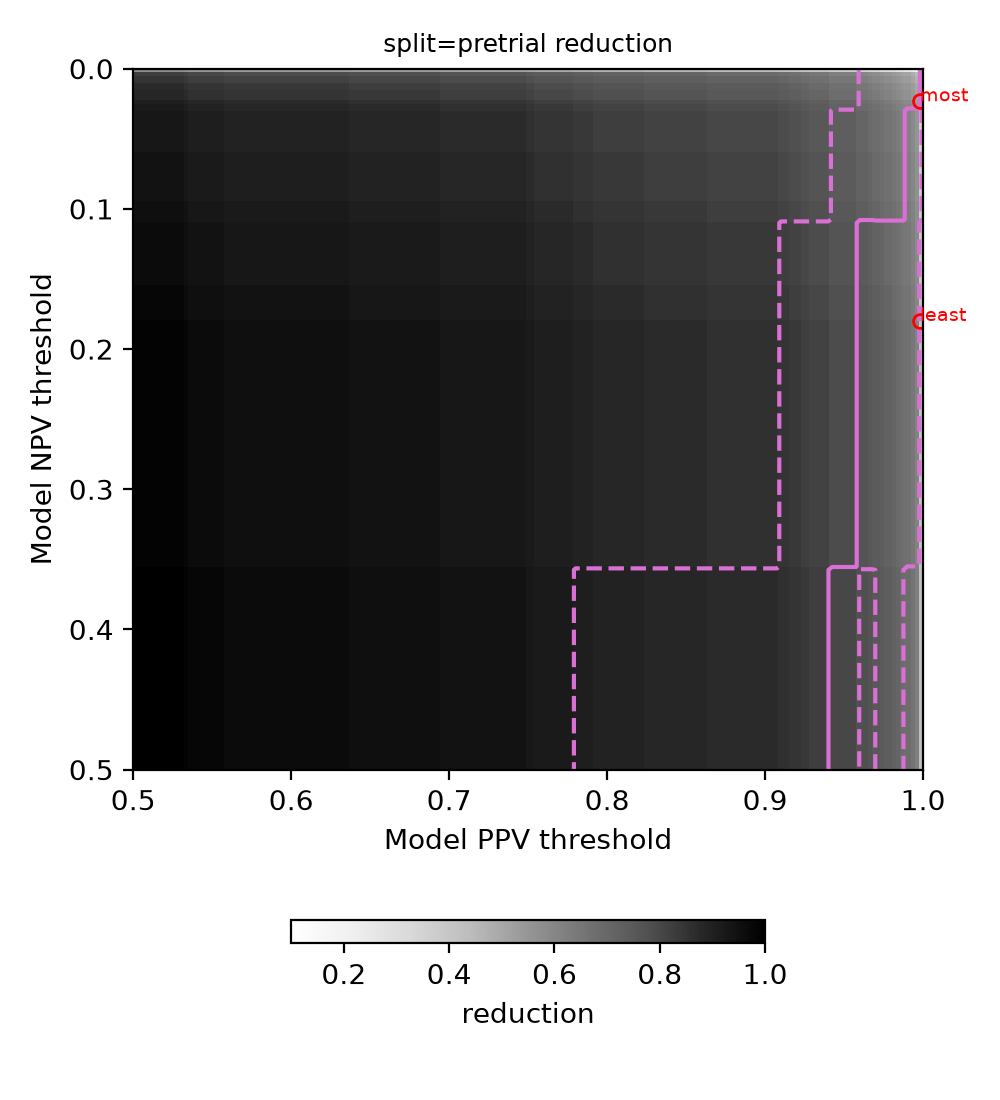 split=pretrial reduction
0.0
most
0.1
east
0.2
Model NPV threshold
0.3
0.4
0.5
0.5 0.6 0.7 0.8 0.9 1.0
Model PPV threshold
0.2 0.4 0.6 0.8 1.0
reduction